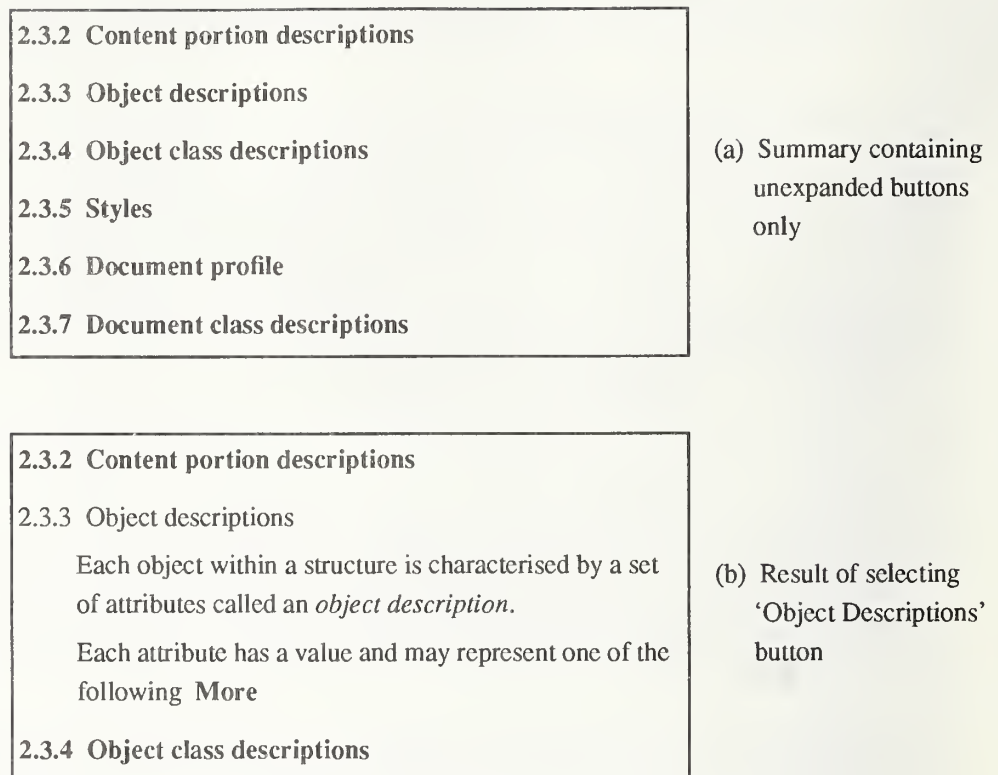 2.3.2 Content portion descriptions
2.3.3 Object descriptions
2.3.4 Object class descriptions
2.3.5 Styles
2.3.6 Document profile
2.3.7 Document class descriptions
(a) Summary containing
unexpanded buttons
only
2.3.2 Content portion descriptions
2.3.3 Object descriptions
Each object within a structure is characterised by a set
of attributes called an object description.
Each attribute has a value and may represent one of the
following More
2.3.4 Object class descriptions
(b) Result of selecting
‘Object Descriptions’
button